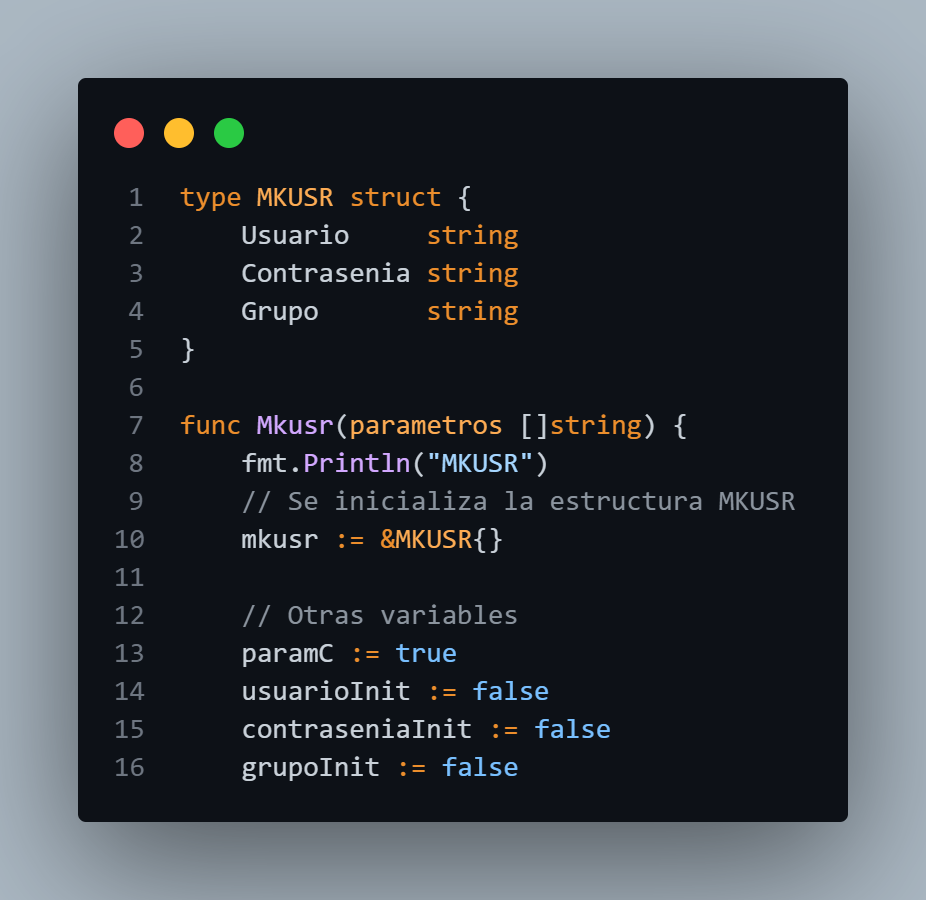 1 type MKUSR struct {
2     Usuario     string
3     Contrasenia string
4     Grupo       string
5 }
6
7 func Mkusr(parametros []string) {
8     fmt.Println("MKUSR")
9     // Se inicializa la estructura MKUSR
10     mkusr := &MKUSR{}
11
12     // Otras variables
13     paramC := true
14     usuarioInit := false
15     contraseniaInit := false
16     grupoInit := false